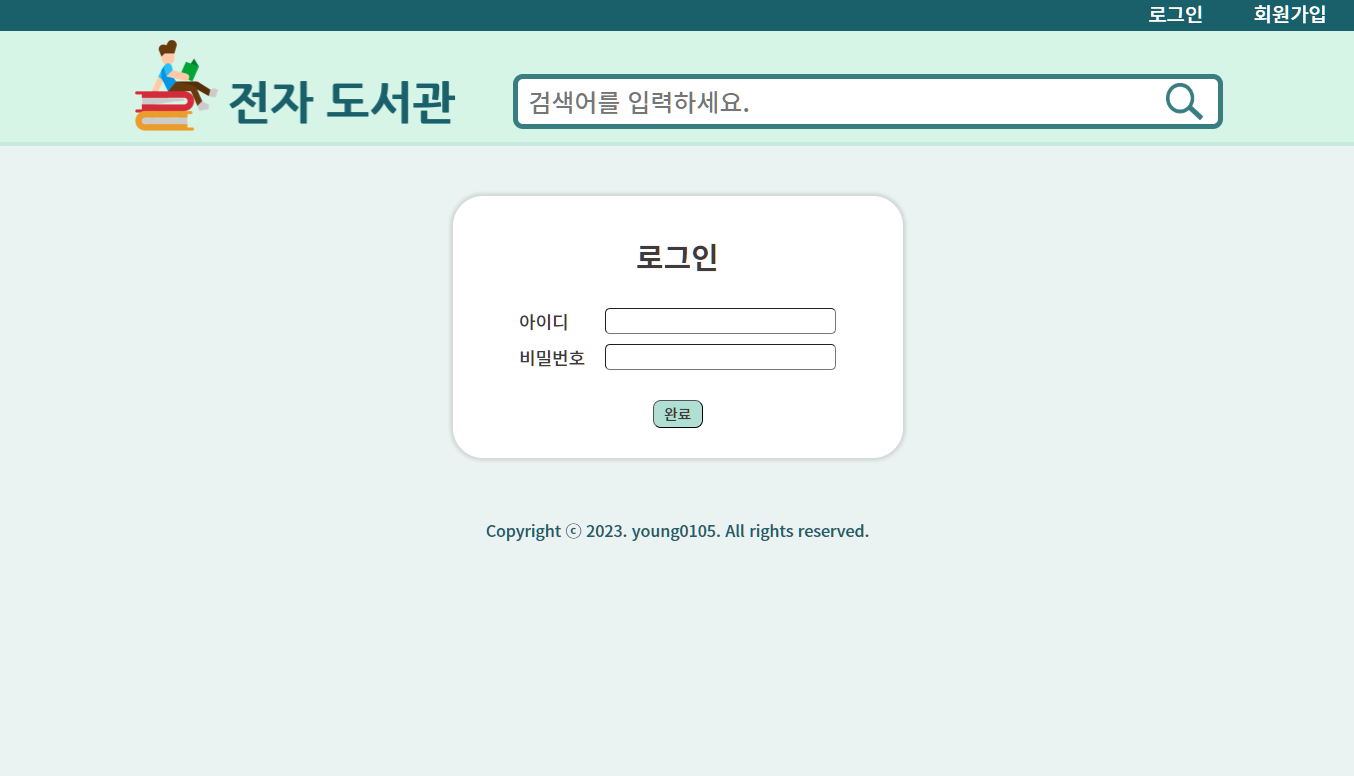 로그인 회원가입
전자 도서관
검색어를 입력하세요.
로그인
아이디
비밀번호
완료
Copyright ⓒ 2023. young0105. All rights reserved.